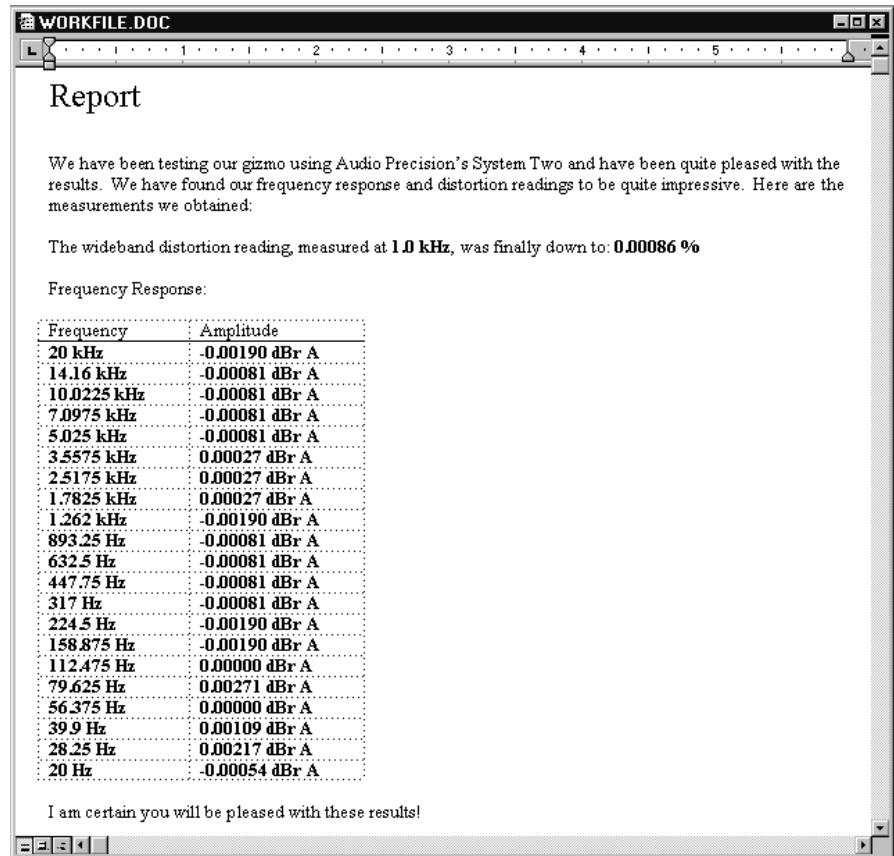 WORKFILE.DOC
1 2 3 4 5
Report
We have been testing our gizmo using Audio Precision's System Two and have been quite pleased with the
results. We have found our frequency response and distortion readings to be quite impressive. Here are the
measurements we obtained:
The wideband distortion reading, measured at 1.0 kHz, was finally down to: 0.00086 %
Frequency Response:
Frequency Amplitude
20 kHz -0.00190 dBr A
14.16 kHz -0.00081 dBr A
10.0225 kHz -0.00081 dBr A
7.0975 kHz -0.00081 dBr A
5.025 kHz -0.00081 dBr A
3.5575 kHz 0.00027 dBr A
2.5175 kHz 0.00027 dBr A
1.7825 kHz 0.00027 dBr A
1.262 kHz -0.00190 dBr A
893.25 Hz -0.00081 dBr A
632.5 Hz -0.00081 dBr A
447.75 Hz -0.00081 dBr A
317 Hz -0.00081 dBr A
224.5 Hz -0.00190 dBr A
158.875 Hz -0.00190 dBr A
112.475 Hz 0.00000 dBr A
79.625 Hz 0.00271 dBr A
56.375 Hz 0.00000 dBr A
39.9 Hz 0.00109 dBr A
28.25 Hz 0.00217 dBr A
20 Hz -0.00054 dBr A
I am certain you will be pleased with these results!